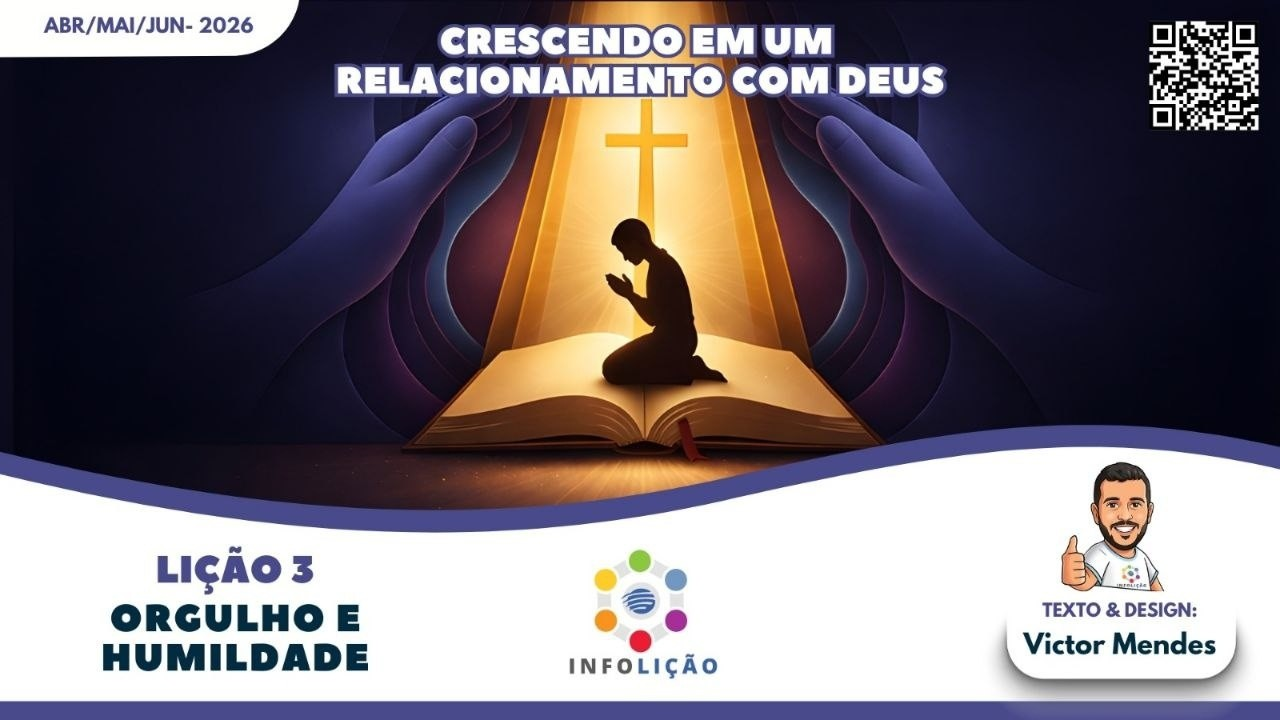 ABR/MAI/JUN- 2026
CRESCENDO EM UM
RELACIONAMENTO COM DEUS
LIÇÃO 3
ORGULHO E
HUMILDADE
INFOLIÇÃO
INFOLIÇÃO
TEXTO & DESIGN:
Victor Mendes